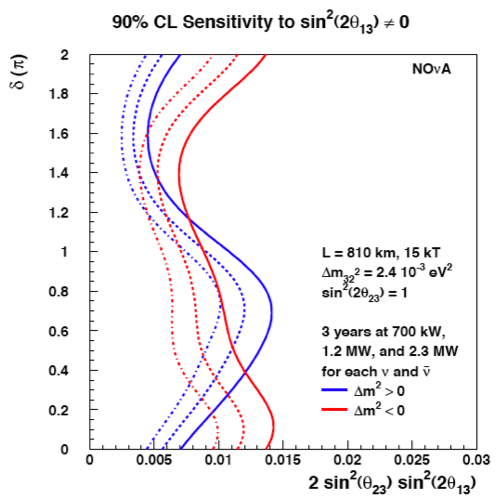 90% CL Sensitivity to sin²(2θ₁₃) ≠ 0
δ (π)
2
1.8
1.6
1.4
1.2
1
0.8
0.6
0.4
0.2
0
NOνA
L = 810 km, 15 kT
Δm₃₂² = 2.4 10⁻³ eV²
sin²(2θ₂₃) = 1
3 years at 700 kW,
1.2 MW, and 2.3 MW
for each ν and ν̄
Δm² > 0
Δm² < 0
0 0.005 0.01 0.015 0.02 0.025 0.03
2 sin²(θ₂₃) sin²(2θ₁₃)